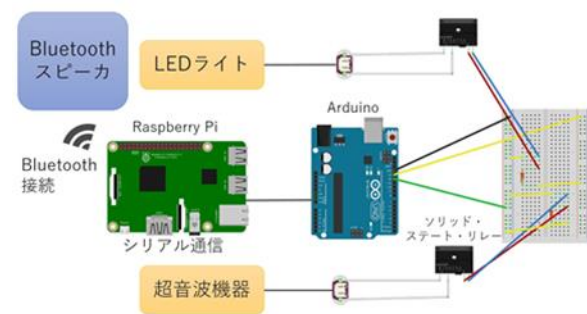 Bluetooth
スピーカ
LEDライト
Bluetooth
接続
Raspberry Pi
Arduino
シリアル通信
ソリッド・
ステート・リレー
超音波機器